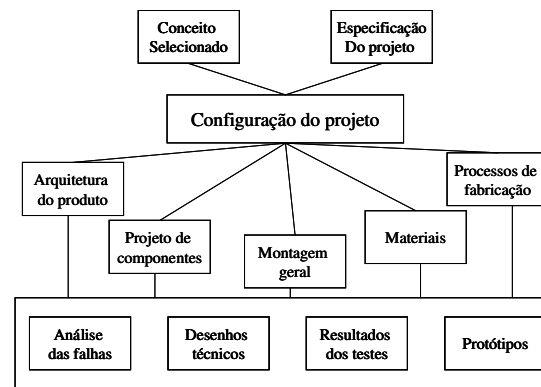 Conceito
Selecionado
Especificação
Do projeto
Configuração do projeto
Arquitetura
do produto
Projeto de
componentes
Montagem
geral
Materiais
Processos de
fabricação
Análise
das falhas
Desenhos
técnicos
Resultados
dos testes
Protótipos